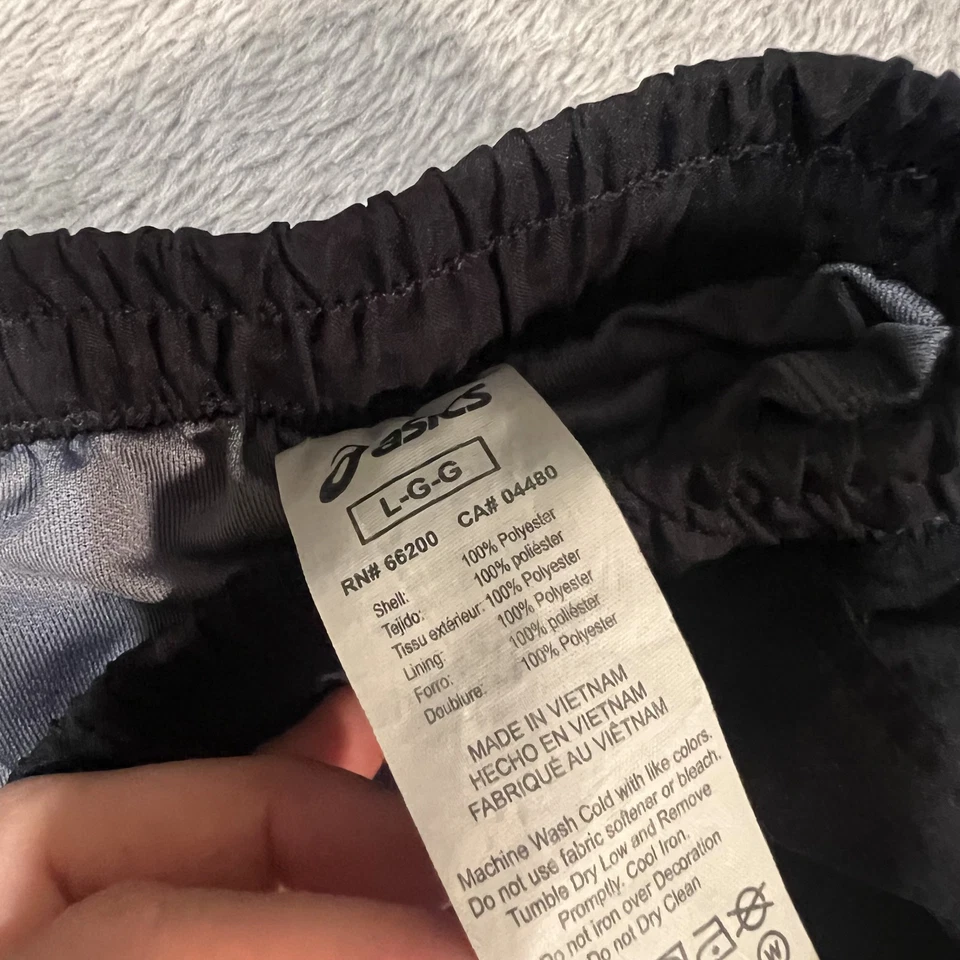 asics
L-G-G
RN# 66200 CA# 04480
Shell: 100% Polyester
Tejido: 100% poliéster
Tissu extérieur: 100% Polyester
Lining: 100% Polyester
Forro: 100% poliéster
Doublure: 100% Polyester
MADE IN VIETNAM
HECHO EN VIETNAM
FABRIQUÉ AU VIÊTNAM
Machine Wash Cold with like colors.
Do not use fabric softener or bleach.
Tumble Dry Low and Remove
Promptly. Cool Iron.
Do not iron over Decoration
Do not Dry Clean
W